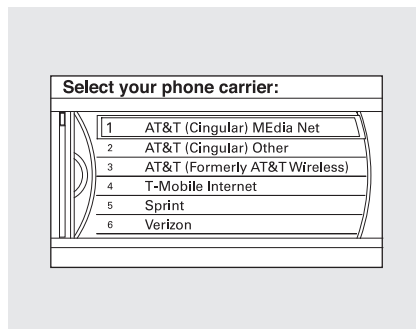 Select your phone carrier:
1 AT&T (Cingular) MEdia Net
2 AT&T (Cingular) Other
3 AT&T (Formerly AT&T Wireless)
4 T-Mobile Internet
5 Sprint
6 Verizon